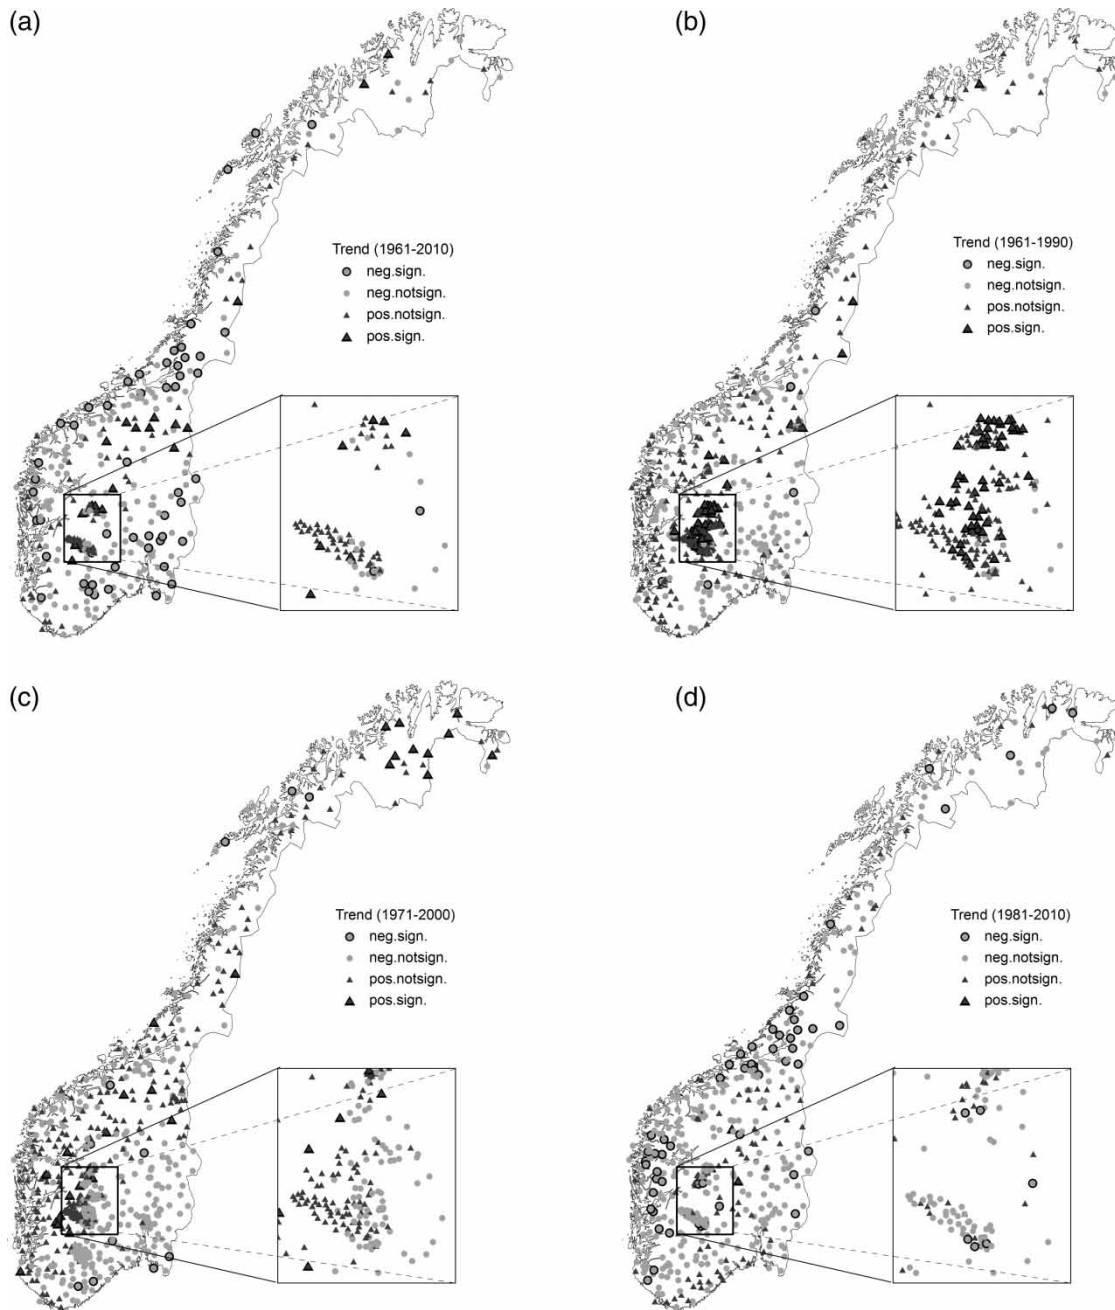 (a)
Trend (1961-2010)
neg.sign.
neg.notsign.
pos.notsign.
pos.sign.
(b)
Trend (1961-1990)
neg.sign.
neg.notsign.
pos.notsign.
pos.sign.
(c)
Trend (1971-2000)
neg.sign.
neg.notsign.
pos.notsign.
pos.sign.
(d)
Trend (1981-2010)
neg.sign.
neg.notsign.
pos.notsign.
pos.sign.